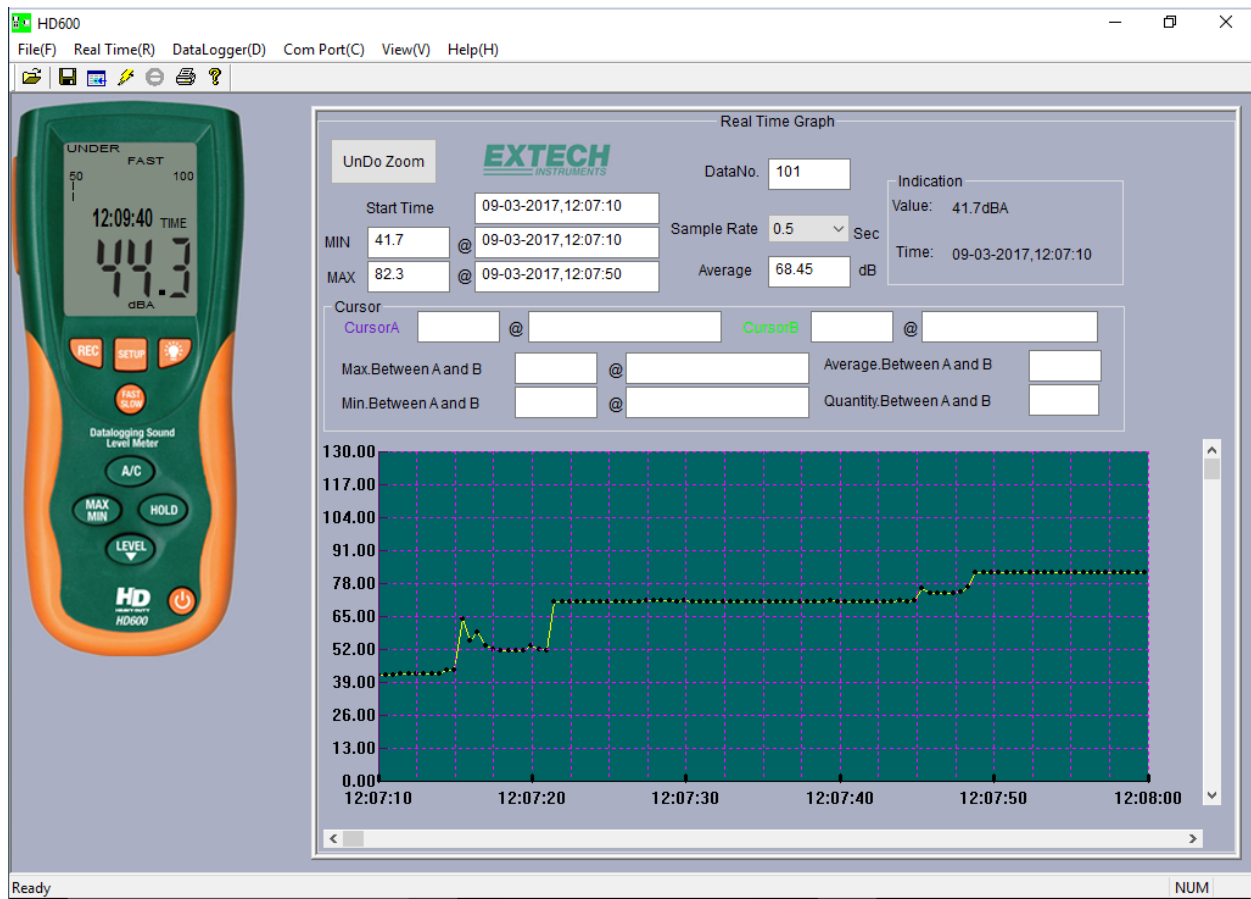 HD600
File(F) Real Time(R) DataLogger(D) Com Port(C) View(V) Help(H)
UNDER
FAST
50 100
12:09:40 TIME
44.3
dBA
REC SETUP
FAST
SLOW
Datalogging Sound
Level Meter
A/C
MAX
MIN
HOLD
LEVEL
HD
HEAVY DUTY
HD600
Real Time Graph
UnDo Zoom
EXTECH
INSTRUMENTS
DataNo. 101
Start Time 09-03-2017,12:07:10
MIN 41.7 @ 09-03-2017,12:07:10
MAX 82.3 @ 09-03-2017,12:07:50
Sample Rate 0.5 Sec
Average 68.45 dB
Indication
Value: 41.7dBA
Time: 09-03-2017,12:07:10
Cursor
CursorA @ CursorB @
Max.Between A and B @ Average.Between A and B
Min.Between A and B @ Quantity.Between A and B
130.00
117.00
104.00
91.00
78.00
65.00
52.00
39.00
26.00
13.00
0.00
12:07:10 12:07:20 12:07:30 12:07:40 12:07:50 12:08:00
Ready NUM